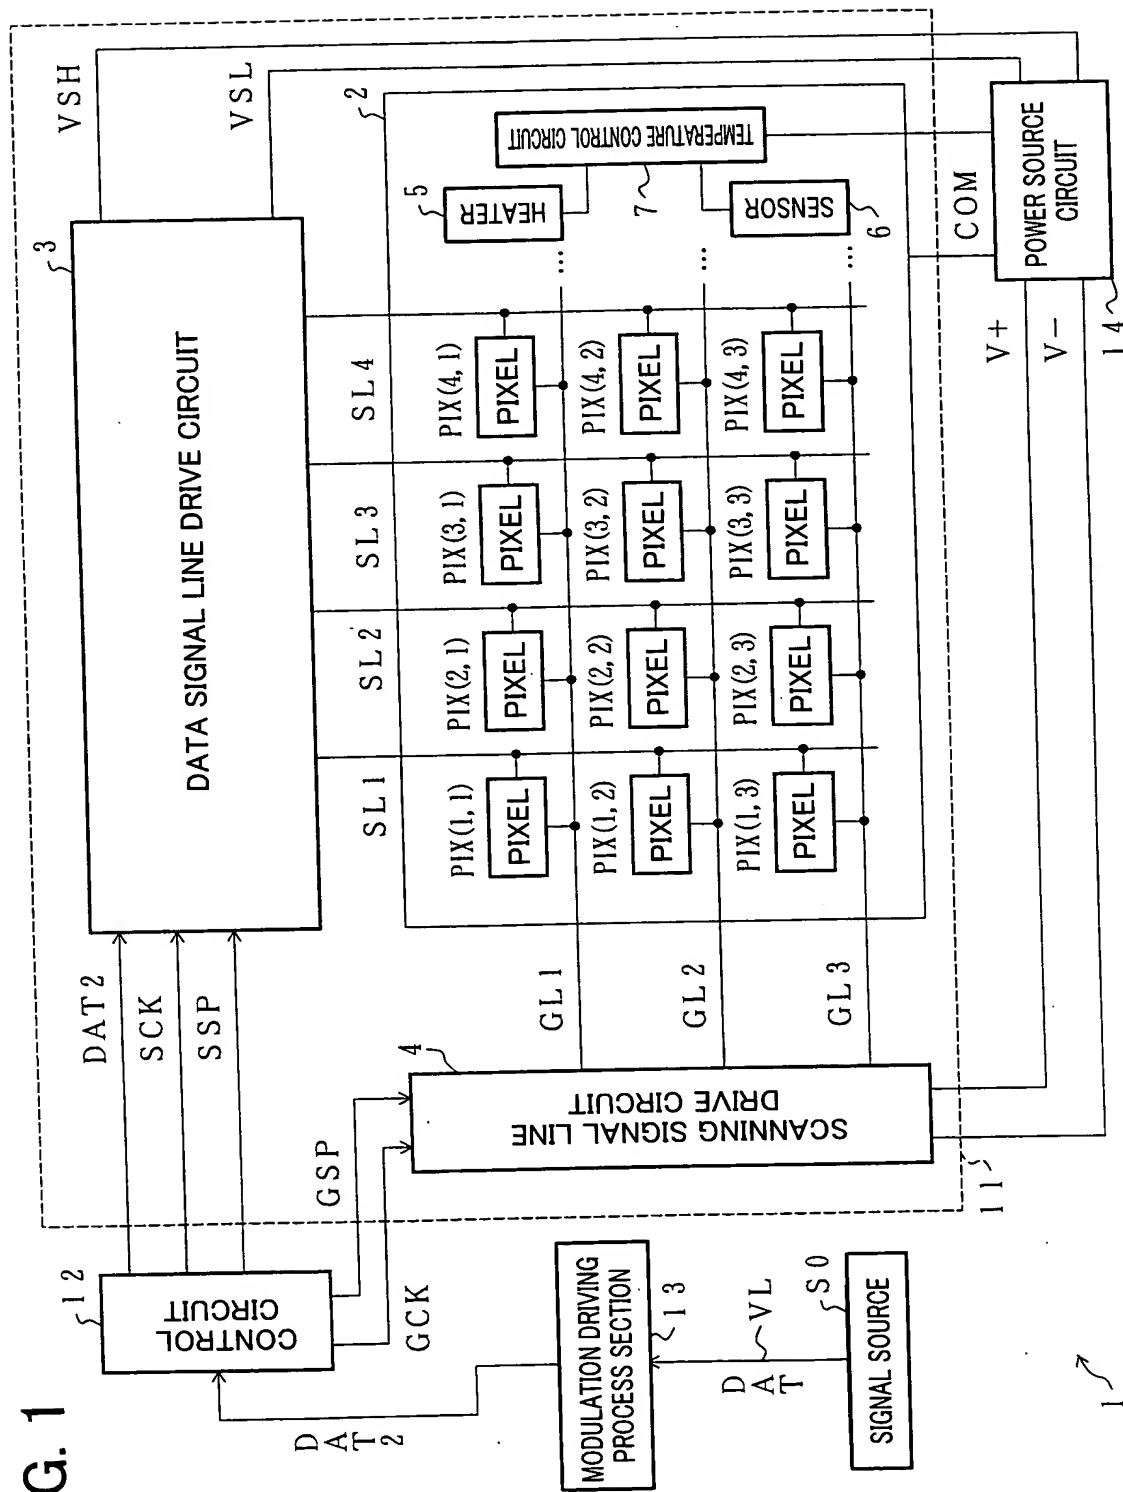 G. 1
VSH
VSL
3
DATA SIGNAL LINE DRIVE CIRCUIT
DAT2
SCK
SSP
12
CONTROL
CIRCUIT
GSP
GCK
DAT2
MODULATION DRIVING
PROCESS SECTION
13
DAT
VL
S0
SIGNAL SOURCE
1
4
SCANNING SIGNAL LINE
DRIVE CIRCUIT
11
GL1
GL2
GL3
SL1
SL2
SL3
SL4
2
PIX(1,1)
PIXEL
PIX(2,1)
PIXEL
PIX(3,1)
PIXEL
PIX(4,1)
PIXEL
...
PIX(1,2)
PIXEL
PIX(2,2)
PIXEL
PIX(3,2)
PIXEL
PIX(4,2)
PIXEL
...
PIX(1,3)
PIXEL
PIX(2,3)
PIXEL
PIX(3,3)
PIXEL
PIX(4,3)
PIXEL
...
5
HEATER
TEMPERATURE CONTROL CIRCUIT
7
SENSOR
6
COM
POWER SOURCE
CIRCUIT
14
V+
V-